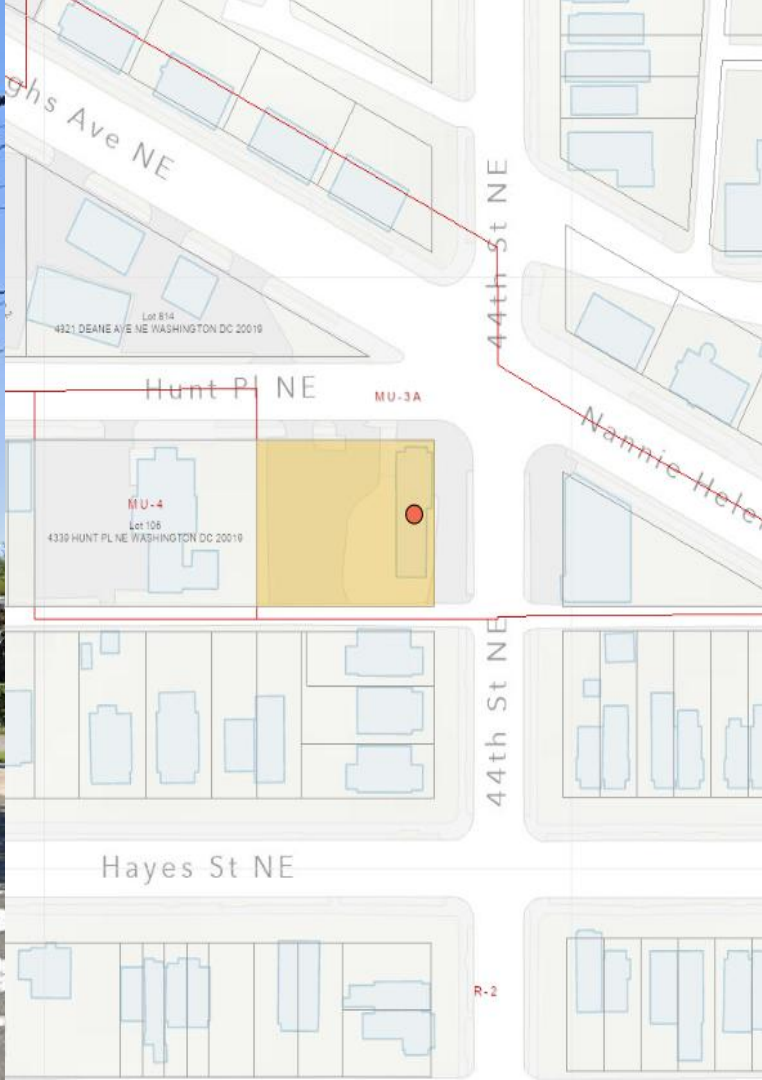 ghs Ave NE
44th St NE
Lot 814
4321 DEANE AVE NE WASHINGTON DC 20019
Hunt Pl NE
MU-3A
Nannie Hele
MU-4
Lot 106
4339 HUNT PL NE WASHINGTON DC 20019
44th St NE
Hayes St NE
R-2